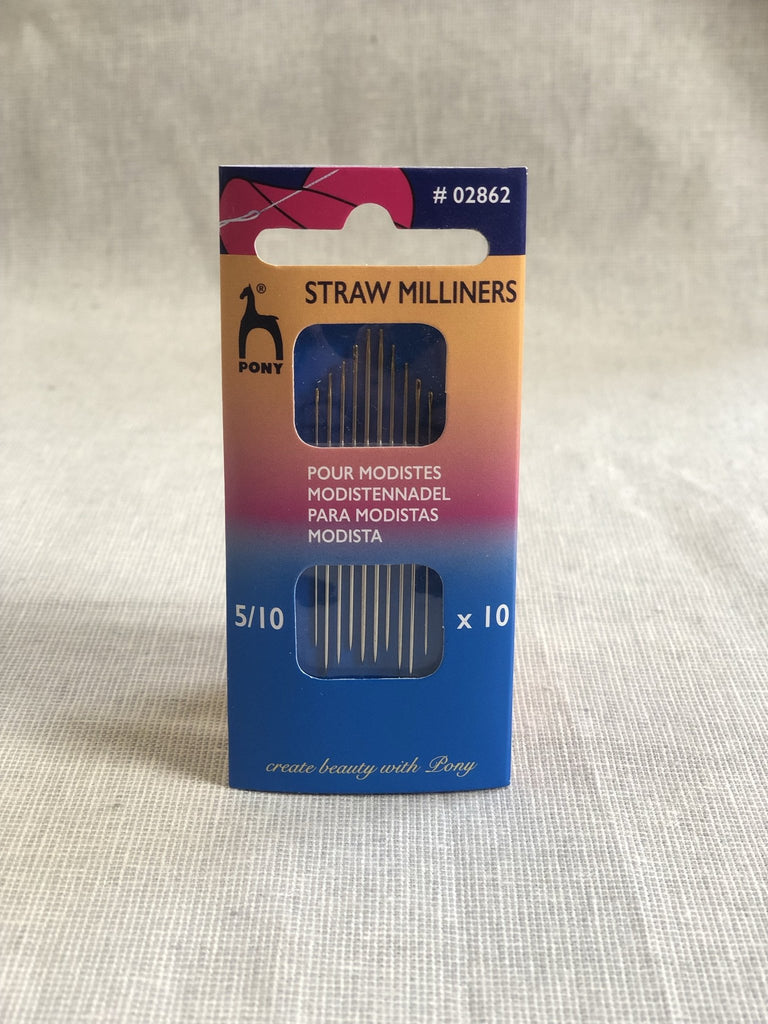 # 02862
®
STRAW MILLINERS
PONY
POUR MODISTES
MODISTENNADEL
PARA MODISTAS
MODISTA
5/10
x 10
create beauty with Pony